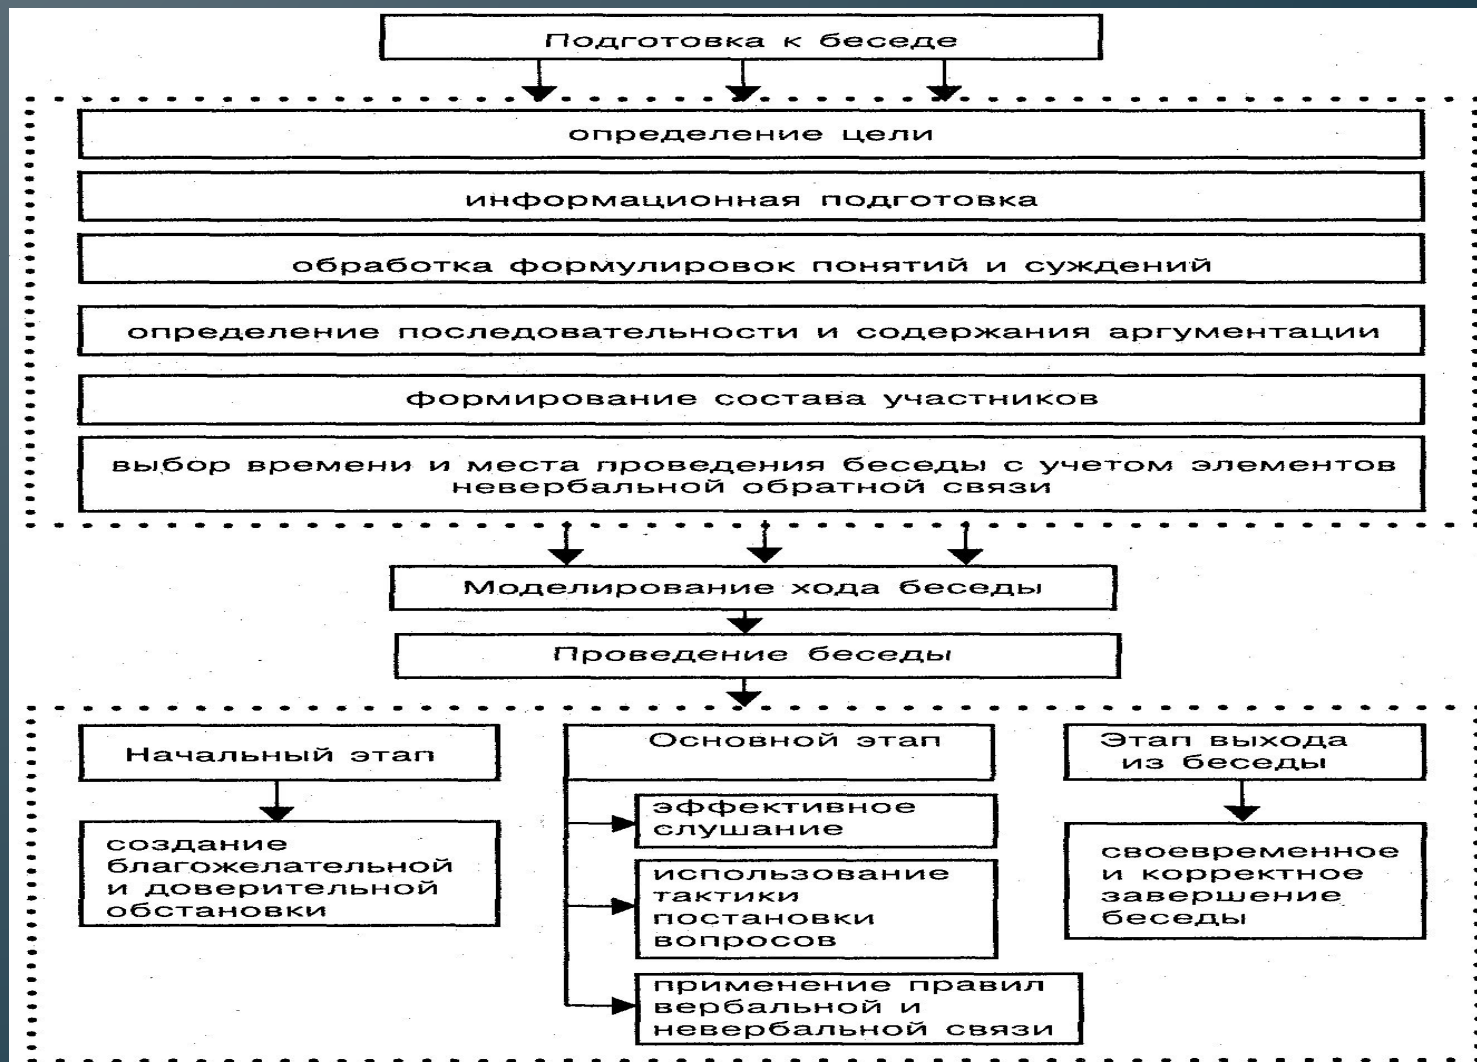 Подготовка к беседе
определение цели
информационная подготовка
обработка формулировок понятий и суждений
определение последовательности и содержания аргументации
формирование состава участников
выбор времени и места проведения беседы с учетом элементов
невербальной обратной связи
Моделирование хода беседы
Проведение беседы
Начальный этап
создание
благожелательной
и доверительной
обстановки
Основной этап
эффективное
слушание
использование
тактики
постановки
вопросов
применение правил
вербальной и
невербальной связи
Этап выхода
из беседы
своевременное
и корректное
завершение
беседы